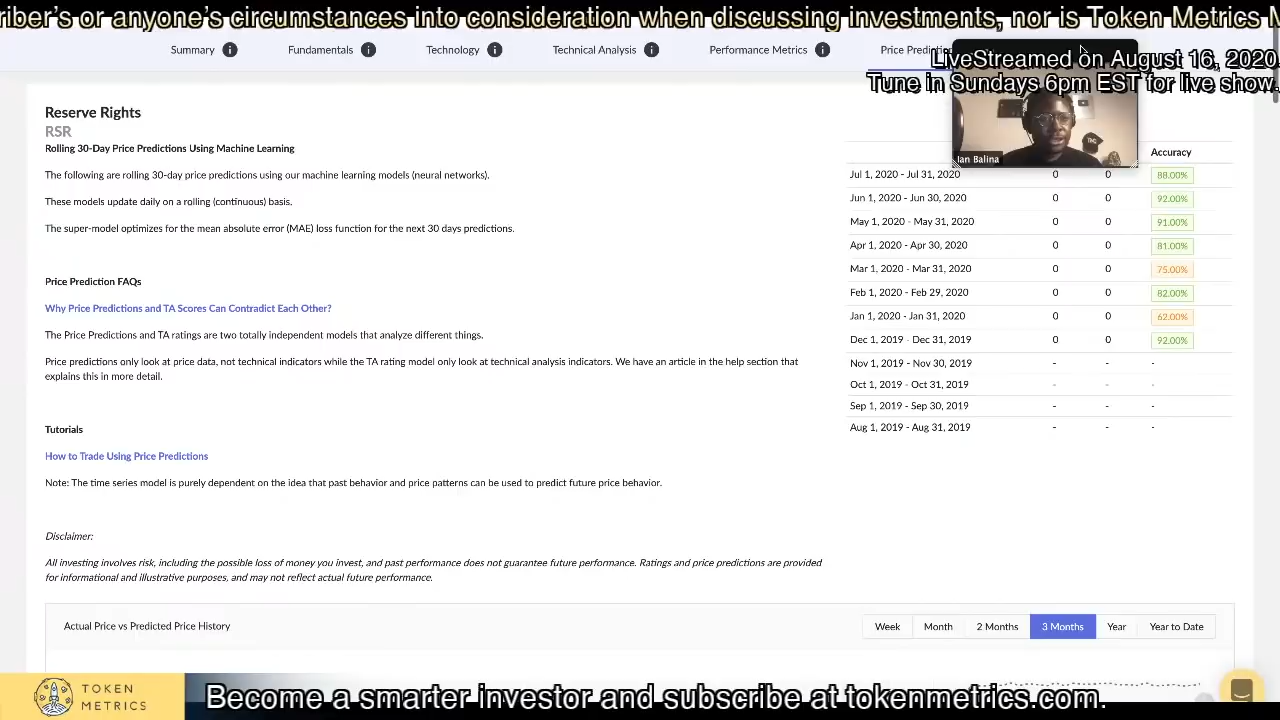 riber's or anyone's circumstances into consideration when discussing investments, nor is Token Metrics M
Summary
Fundamentals
Technology
Technical Analysis
Performance Metrics
Price Predictio
LiveStreamed on August 16, 2020.
Tune in Sundays 6pm EST for live show.
Ian Balina
Reserve Rights
RSR
Rolling 30-Day Price Predictions Using Machine Learning
The following are rolling 30-day price predictions using our machine learning models (neural networks).
These models update daily on a rolling (continuous) basis.
The super-model optimizes for the mean absolute error (MAE) loss function for the next 30 days predictions.
Price Prediction FAQs
Why Price Predictions and TA Scores Can Contradict Each Other?
The Price Predictions and TA ratings are two totally independent models that analyze different things.
Price predictions only look at price data, not technical indicators while the TA rating model only look at technical analysis indicators. We have an article in the help section that
explains this in more detail.
Tutorials
How to Trade Using Price Predictions
Note: The time series model is purely dependent on the idea that past behavior and price patterns can be used to predict future price behavior.
Disclaimer:
All investing involves risk, including the possible loss of money you invest, and past performance does not guarantee future performance. Ratings and price predictions are provided
for informational and illustrative purposes, and may not reflect actual future performance.
Accuracy
Jul 1, 2020 - Jul 31, 2020 0 0 88.00%
Jun 1, 2020 - Jun 30, 2020 0 0 92.00%
May 1, 2020 - May 31, 2020 0 0 91.00%
Apr 1, 2020 - Apr 30, 2020 0 0 81.00%
Mar 1, 2020 - Mar 31, 2020 0 0 75.00%
Feb 1, 2020 - Feb 29, 2020 0 0 82.00%
Jan 1, 2020 - Jan 31, 2020 0 0 62.00%
Dec 1, 2019 - Dec 31, 2019 0 0 92.00%
Nov 1, 2019 - Nov 30, 2019 - - -
Oct 1, 2019 - Oct 31, 2019 - - -
Sep 1, 2019 - Sep 30, 2019 - - -
Aug 1, 2019 - Aug 31, 2019 - - -
Actual Price vs Predicted Price History
Week
Month
2 Months
3 Months
Year
Year to Date
TOKEN
METRICS
Become a smarter investor and subscribe at tokenmetrics.com.